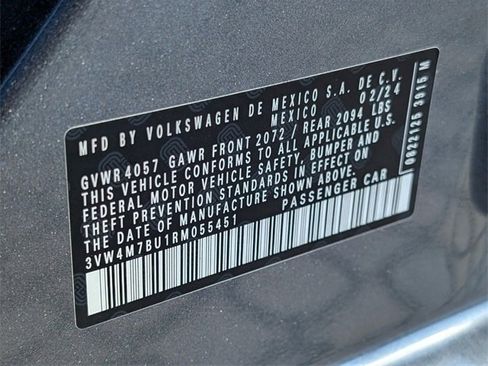 MFD BY VOLKSWAGEN DE MEXICO S.A. DE C.V.
MEXICO 02/24
GVWR 4057 GAWR FRONT 2072 / REAR 2094 LBS
THIS VEHICLE CONFORMS TO ALL APPLICABLE U.S.
FEDERAL MOTOR VEHICLE SAFETY, BUMPER AND
THEFT PREVENTION STANDARDS IN EFFECT ON
THE DATE OF MANUFACTURE SHOWN ABOVE.
3VW4M7BU1RM055451 PASSENGER CAR